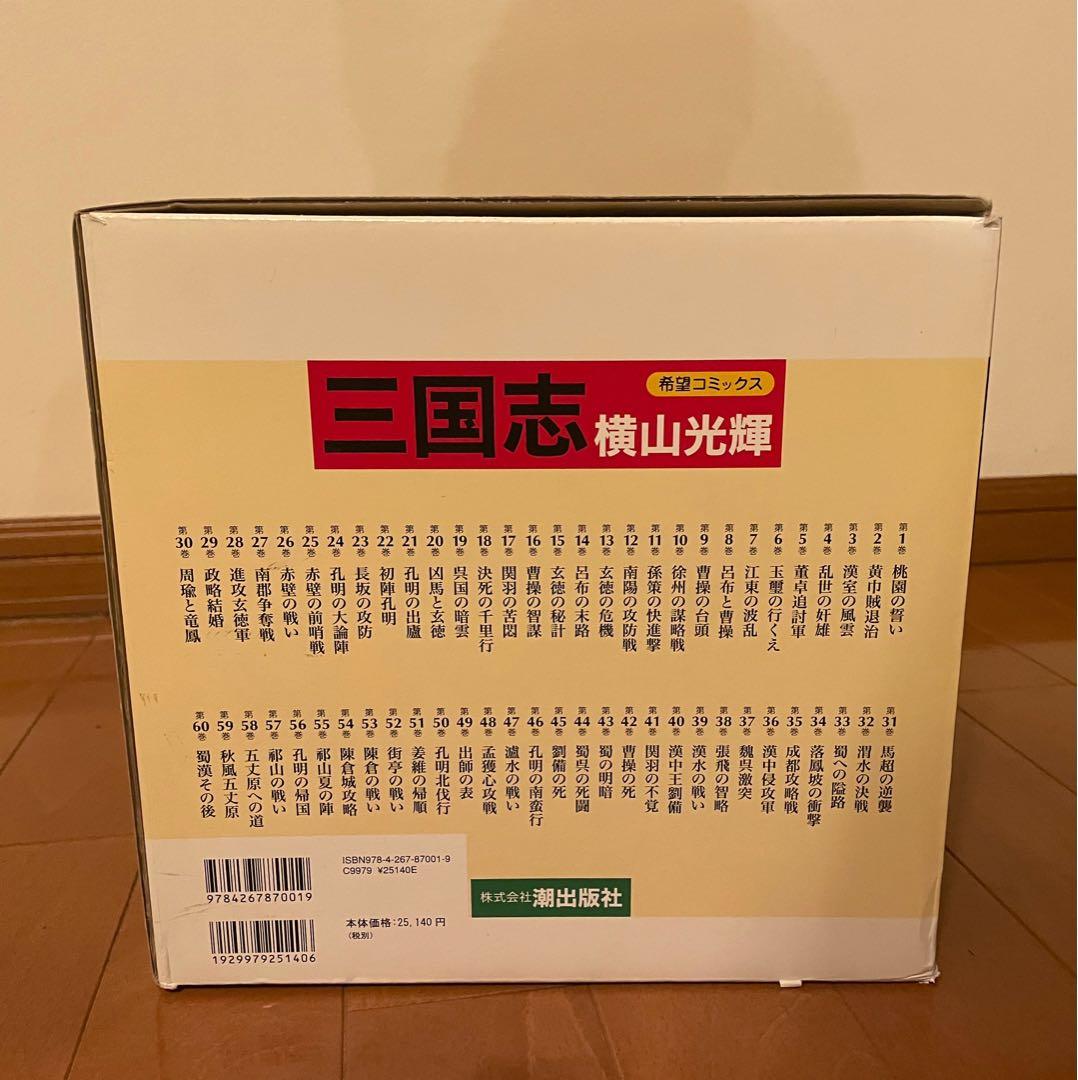 三国志
希望コミックス
横山光輝
第1巻 桃園の誓い
第2巻 黄巾賊退治
第3巻 漢室の風雲
第4巻 乱世の奸雄
第5巻 董卓追討軍
第6巻 玉璽の行くえ
第7巻 江東の波乱
第8巻 呂布と曹操
第9巻 曹操の台頭
第10巻 徐州の謀略戦
第11巻 孫策の快進撃
第12巻 南陽の攻防戦
第13巻 玄徳の危機
第14巻 呂布の末路
第15巻 玄徳の秘計
第16巻 曹操の智謀
第17巻 関羽の苦悶
第18巻 決死の千里行
第19巻 呉国の暗雲
第20巻 凶馬と玄徳
第21巻 孔明の出廬
第22巻 初陣孔明
第23巻 長坂の攻防
第24巻 孔明の大論陣
第25巻 赤壁の前哨戦
第26巻 赤壁の戦い
第27巻 南郡争奪戦
第28巻 進攻玄徳軍
第29巻 政略結婚
第30巻 周瑜と竜鳳
第31巻 馬超の逆襲
第32巻 渭水の決戦
第33巻 蜀への隘路
第34巻 落鳳坡の衝撃
第35巻 成都攻略戦
第36巻 漢中侵攻軍
第37巻 魏呉激突
第38巻 張飛の智略
第39巻 漢水の戦い
第40巻 漢中王劉備
第41巻 関羽の不覚
第42巻 曹操の死
第43巻 蜀の明暗
第44巻 蜀呉の死闘
第45巻 劉備の死
第46巻 孔明の南蛮行
第47巻 瀘水の戦い
第48巻 孟獲心攻戦
第49巻 出師の表
第50巻 孔明北伐行
第51巻 姜維の帰順
第52巻 街亭の戦い
第53巻 陳倉の戦い
第54巻 陳倉城攻略
第55巻 祁山夏の陣
第56巻 孔明の帰国
第57巻 祁山の戦い
第58巻 五丈原への道
第59巻 秋風五丈原
第60巻 蜀漢その後
ISBN978-4-267-87001-9
C9979 ¥25140E
9784267870019
本体価格:25,140円
(税別)
1929979251406
株式会社 潮出版社